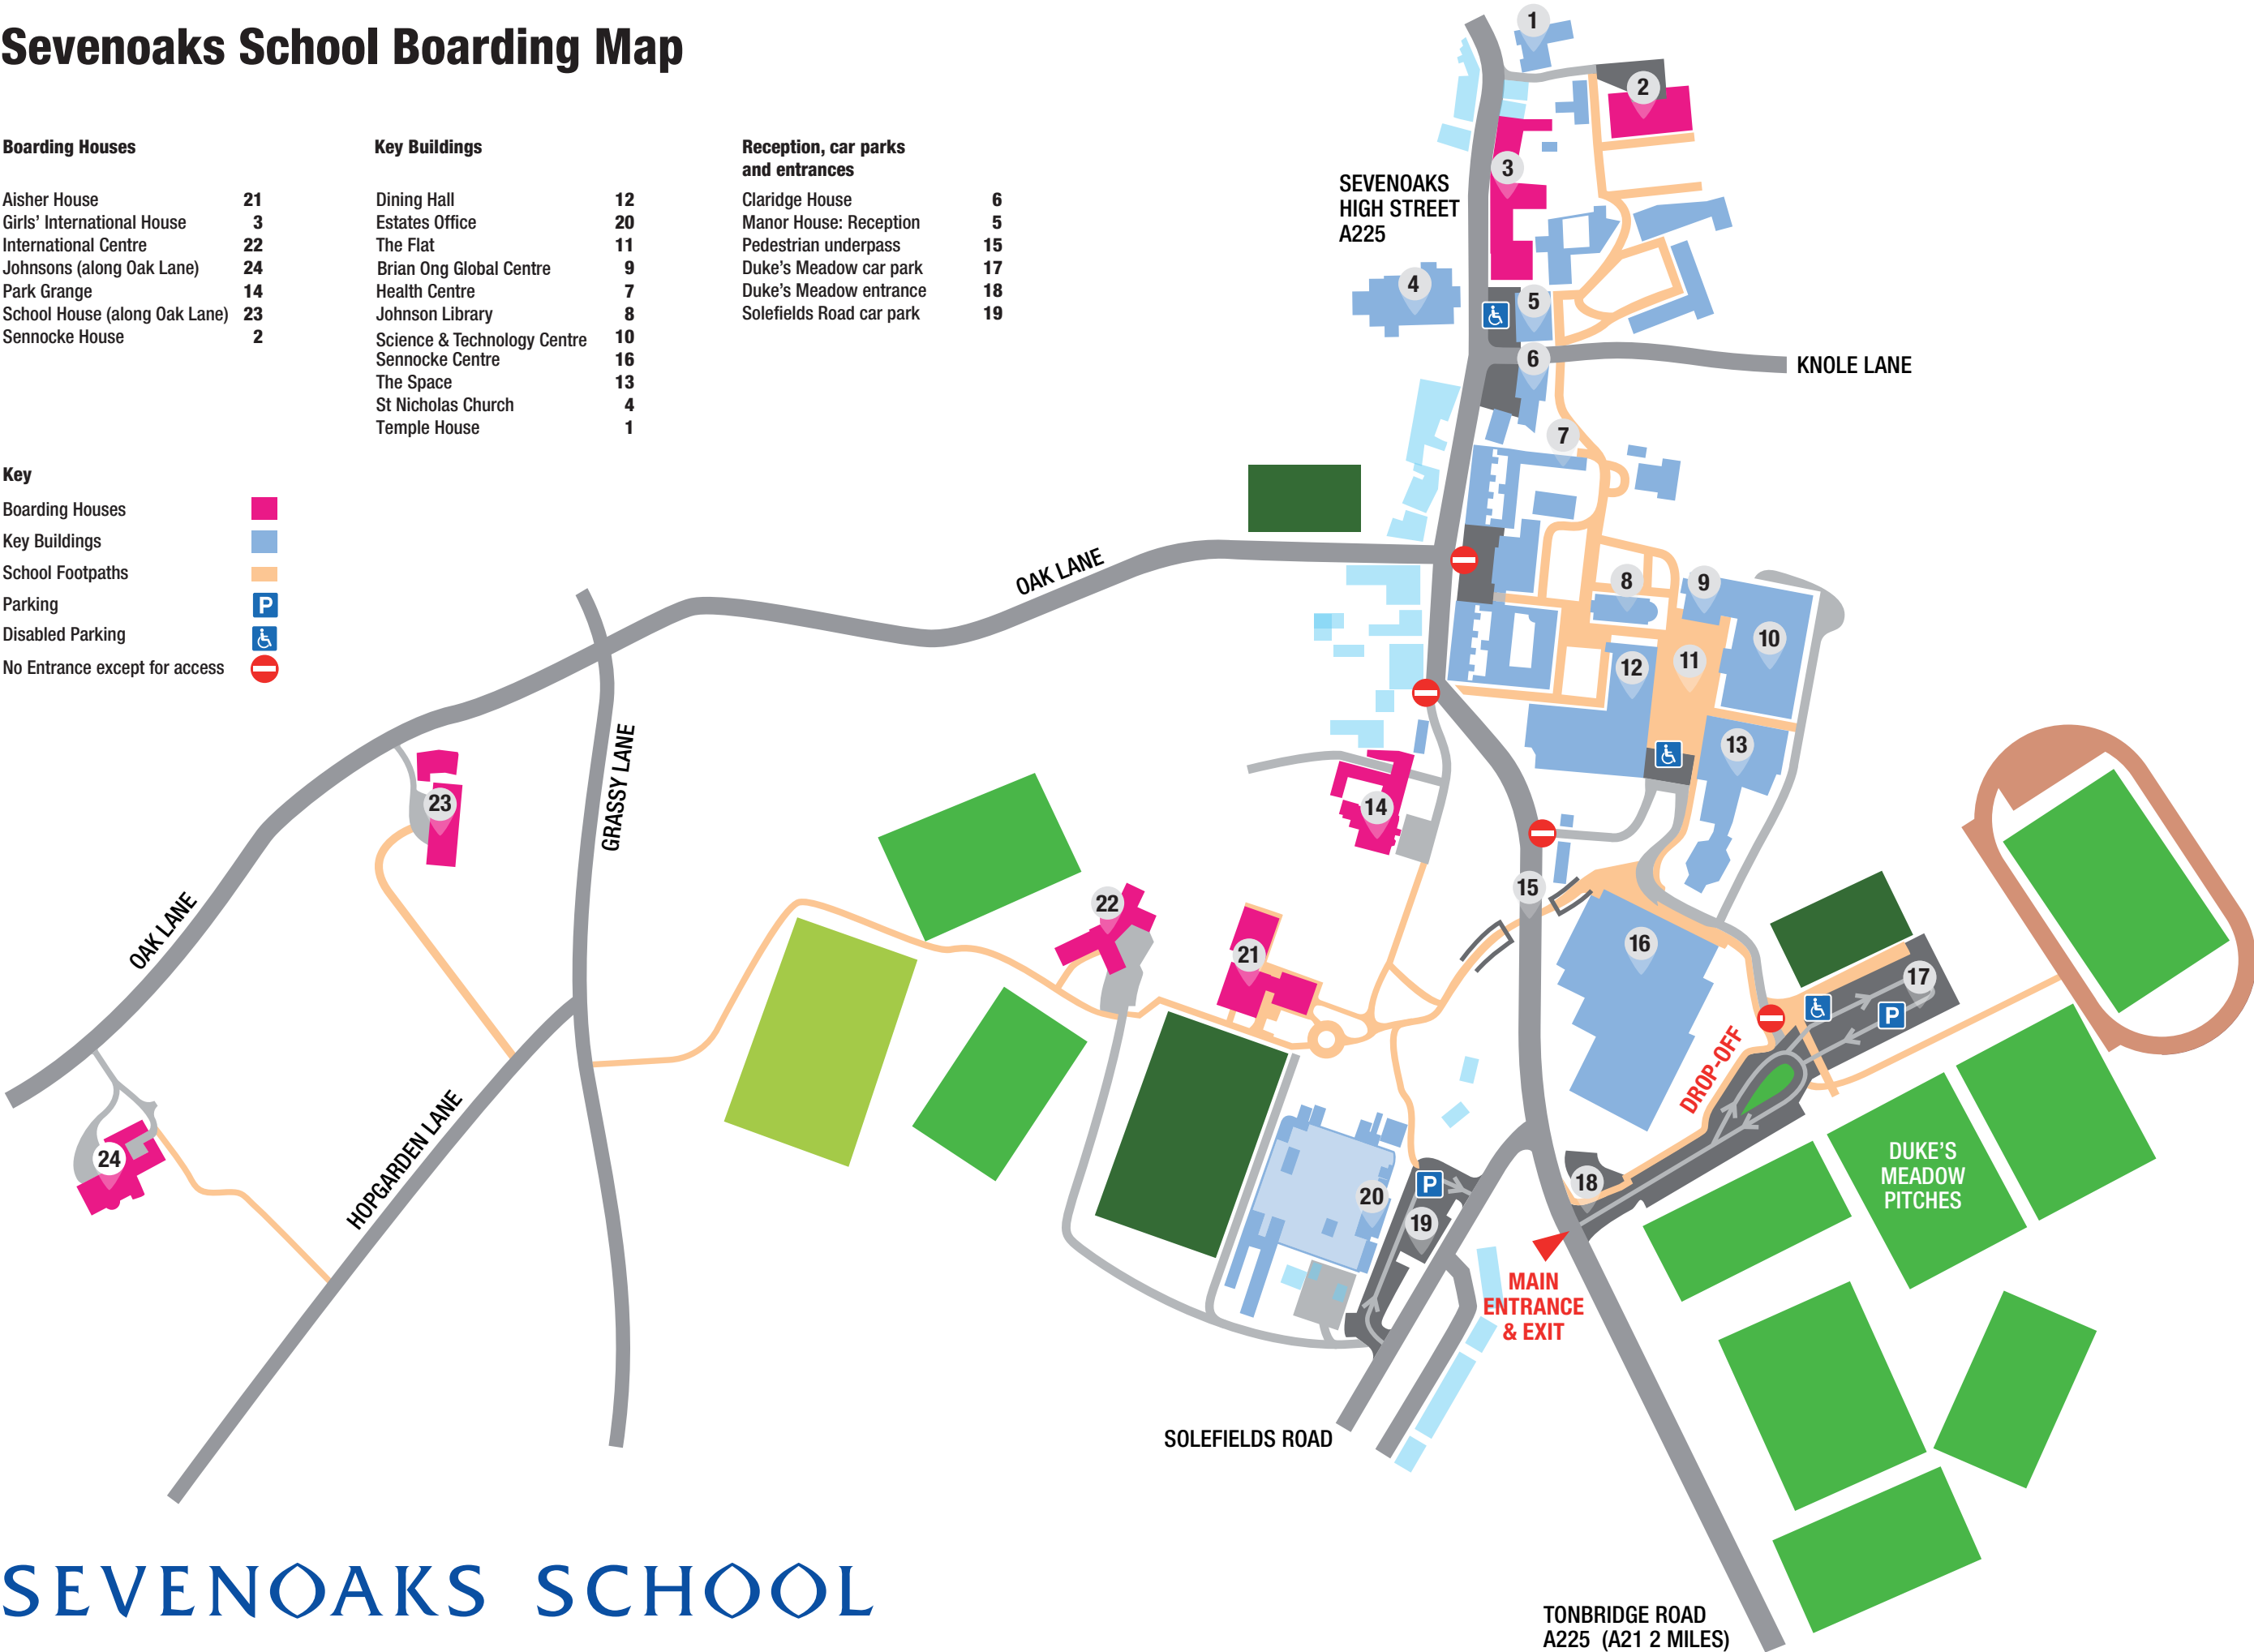 Sevenoaks School Boarding Map
Boarding Houses
Aisher House 21
Girls' International House 3
International Centre 22
Johnsons (along Oak Lane) 24
Park Grange 14
School House (along Oak Lane) 23
Sennocke House 2
Key Buildings
Dining Hall 12
Estates Office 20
The Flat 11
Brian Ong Global Centre 9
Health Centre 7
Johnson Library 8
Science & Technology Centre 10
Sennocke Centre 16
The Space 13
St Nicholas Church 4
Temple House 1
Reception, car parks
and entrances
Claridge House 6
Manor House: Reception 5
Pedestrian underpass 15
Duke's Meadow car park 17
Duke's Meadow entrance 18
Solefields Road car park 19
Key
Boarding Houses
Key Buildings
School Footpaths
Parking P
Disabled Parking
No Entrance except for access
1
2
3
SEVENOAKS
HIGH STREET
A225
4
5
6
KNOLE LANE
7
OAK LANE
8
9
10
11
12
13
14
GRASSY LANE
23
OAK LANE
22
15
21
16
17
P
DROP-OFF
24
HOPGARDEN LANE
DUKE'S
MEADOW
PITCHES
18
P
20
19
MAIN
ENTRANCE
& EXIT
SOLEFIELDS ROAD
SEVENOAKS SCHOOL
TONBRIDGE ROAD
A225 (A21 2 MILES)